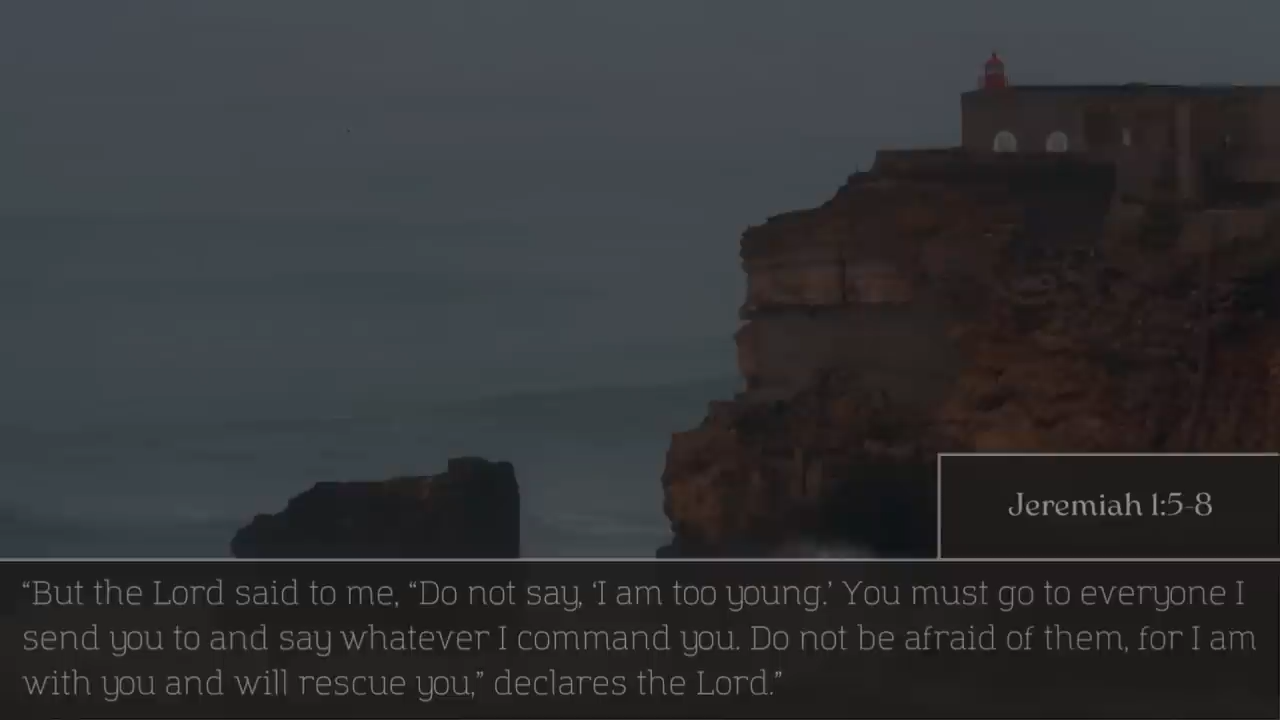 Jeremiah 1:5-8
“But the Lord said to me, “Do not say, ‘I am too young.’ You must go to everyone I
send you to and say whatever I command you. Do not be afraid of them, for I am
with you and will rescue you,” declares the Lord.”